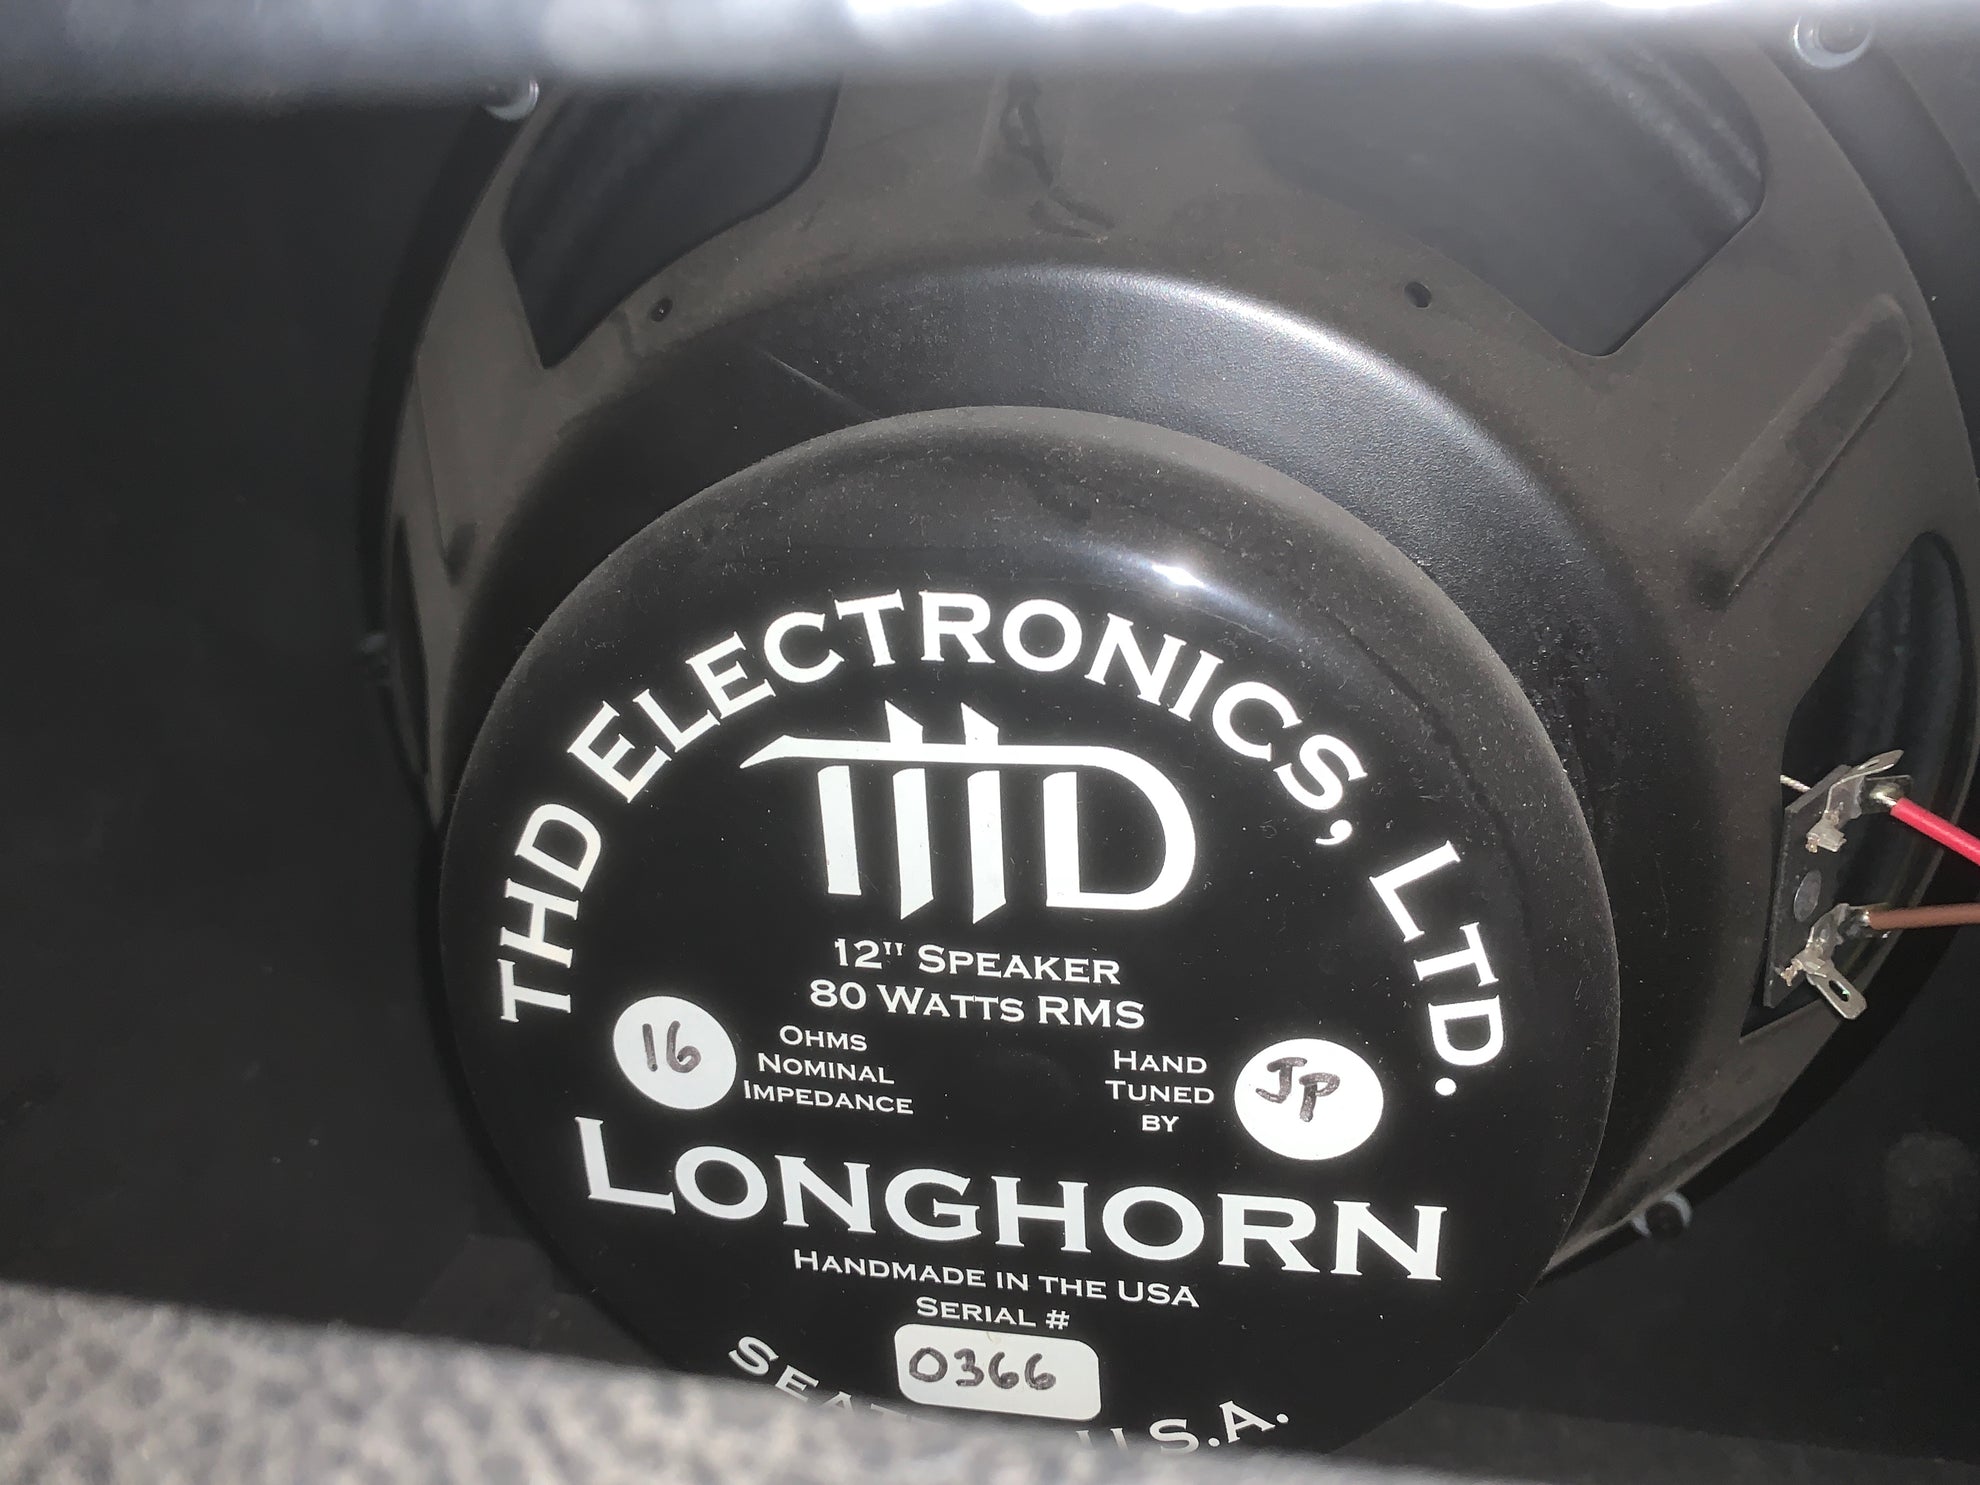 THD ELECTRONICS, LTD.
THD
12" SPEAKER
80 WATTS RMS
16
OHMS
NOMINAL
IMPEDANCE
HAND
TUNED
BY
JP
LONGHORN
HANDMADE IN THE USA
SERIAL #
0366
U.S.A.